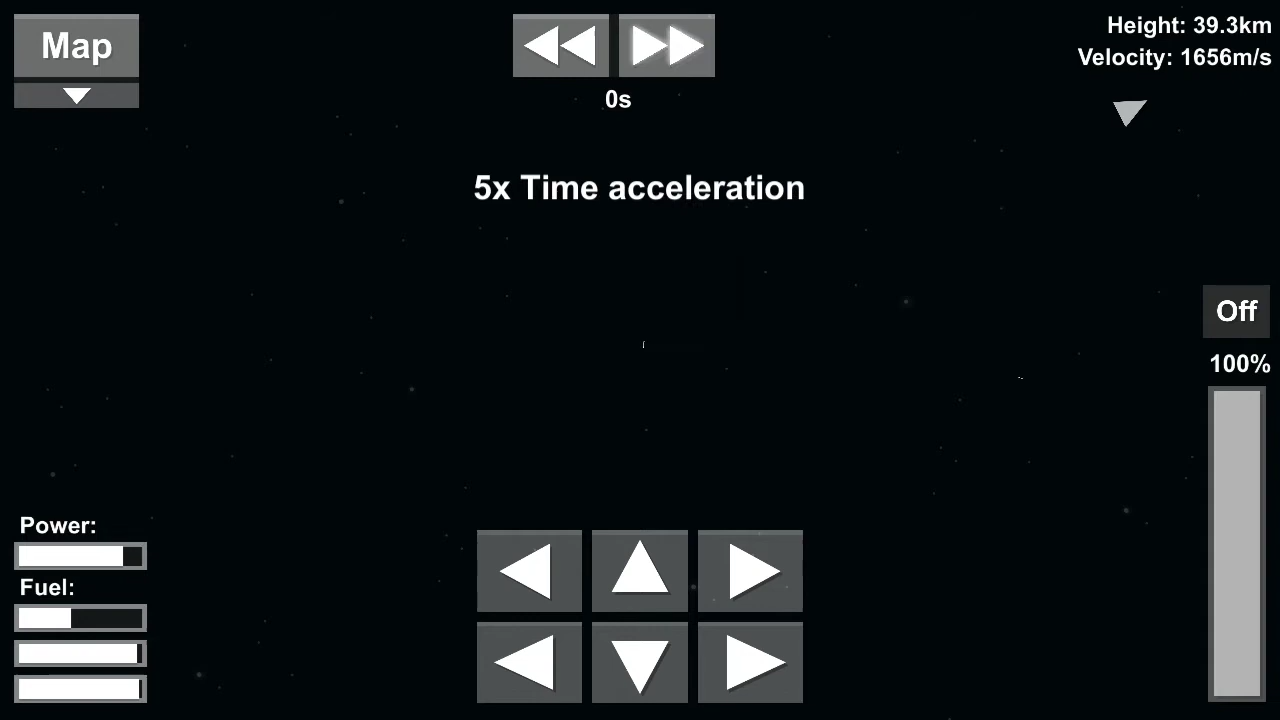 Map
0s
Height: 39.3km
Velocity: 1656m/s
5x Time acceleration
Off
100%
Power:
Fuel: